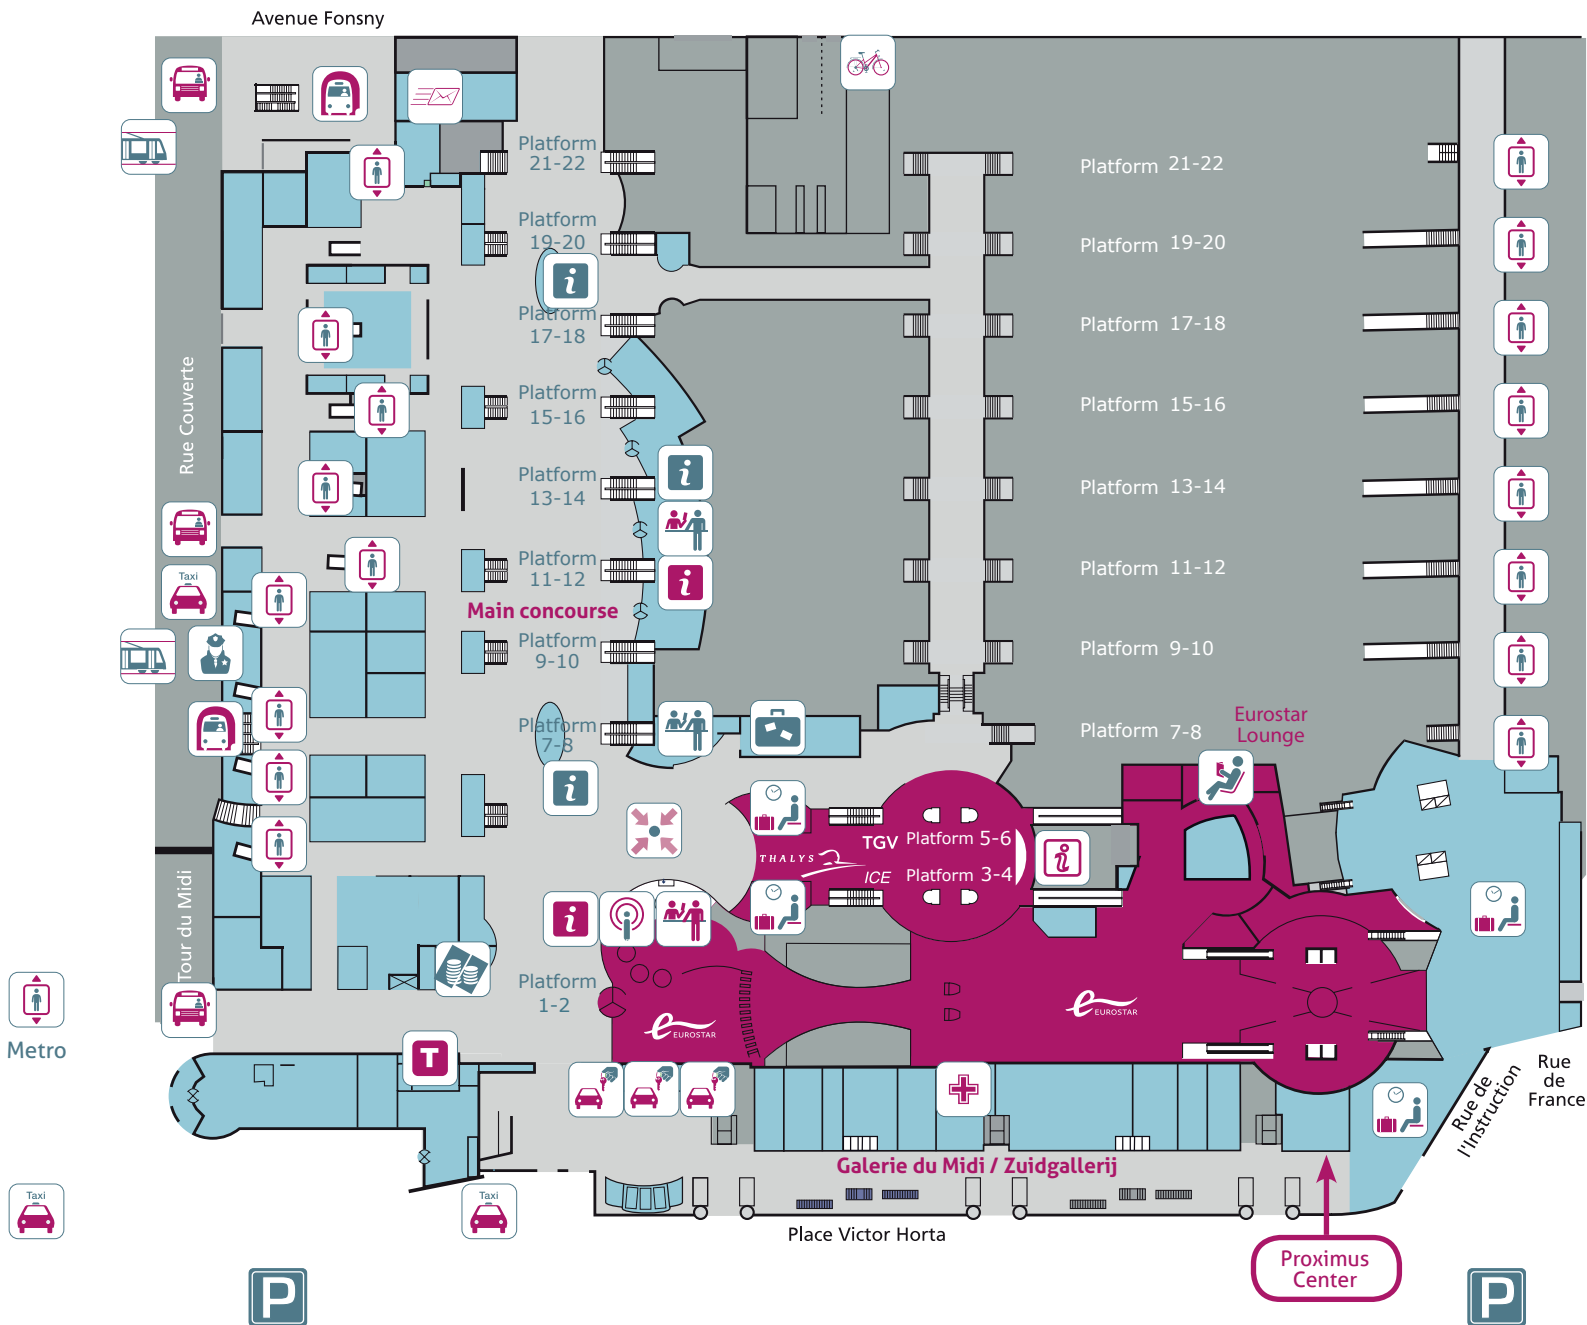 Avenue Fonsny
Platform
21-22
Platform 21-22
Platform
19-20
Platform 19-20
Platform
17-18
Platform 17-18
Rue Couverte
Platform
15-16
Platform 15-16
Platform
13-14
Platform 13-14
Platform
11-12
Platform 11-12
Taxi
Main concourse
Platform
9-10
Platform 9-10
Platform
7-8
Platform 7-8
Eurostar
Lounge
TGV Platform 5-6
THALYS
ICE Platform 3-4
Tour du Midi
Platform
1-2
EUROSTAR
EUROSTAR
Metro
T
Rue
de
France
Rue de
l'Instruction
Galerie du Midi / Zuidgallerij
Taxi
Taxi
Place Victor Horta
Proximus
Center
P
P